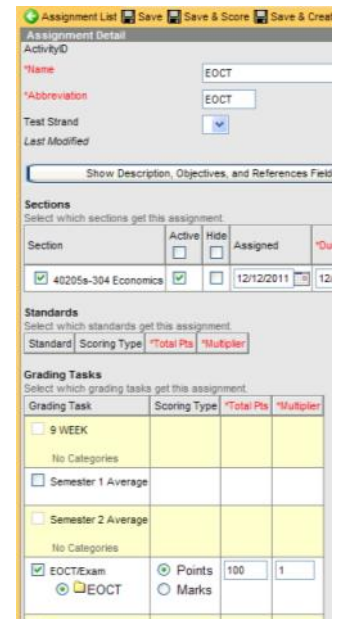 Assignment List Save Save & Score Save & Creat
Assignment Detail
ActivityID
*Name EOCT
*Abbreviation EOCT
Test Strand
Last Modified
Show Description, Objectives, and References Field
Sections
Select which sections get this assignment.
Section Active Hide Assigned *Du
40205s-304 Economics 12/12/2011 12/
Standards
Select which standards get this assignment.
Standard Scoring Type *Total Pts *Multiplier
Grading Tasks
Select which grading tasks get this assignment.
Grading Task Scoring Type *Total Pts *Multiplier
9 WEEK
No Categories
Semester 1 Average
Semester 2 Average
No Categories
EOCT/Exam Points 100 1
EOCT Marks